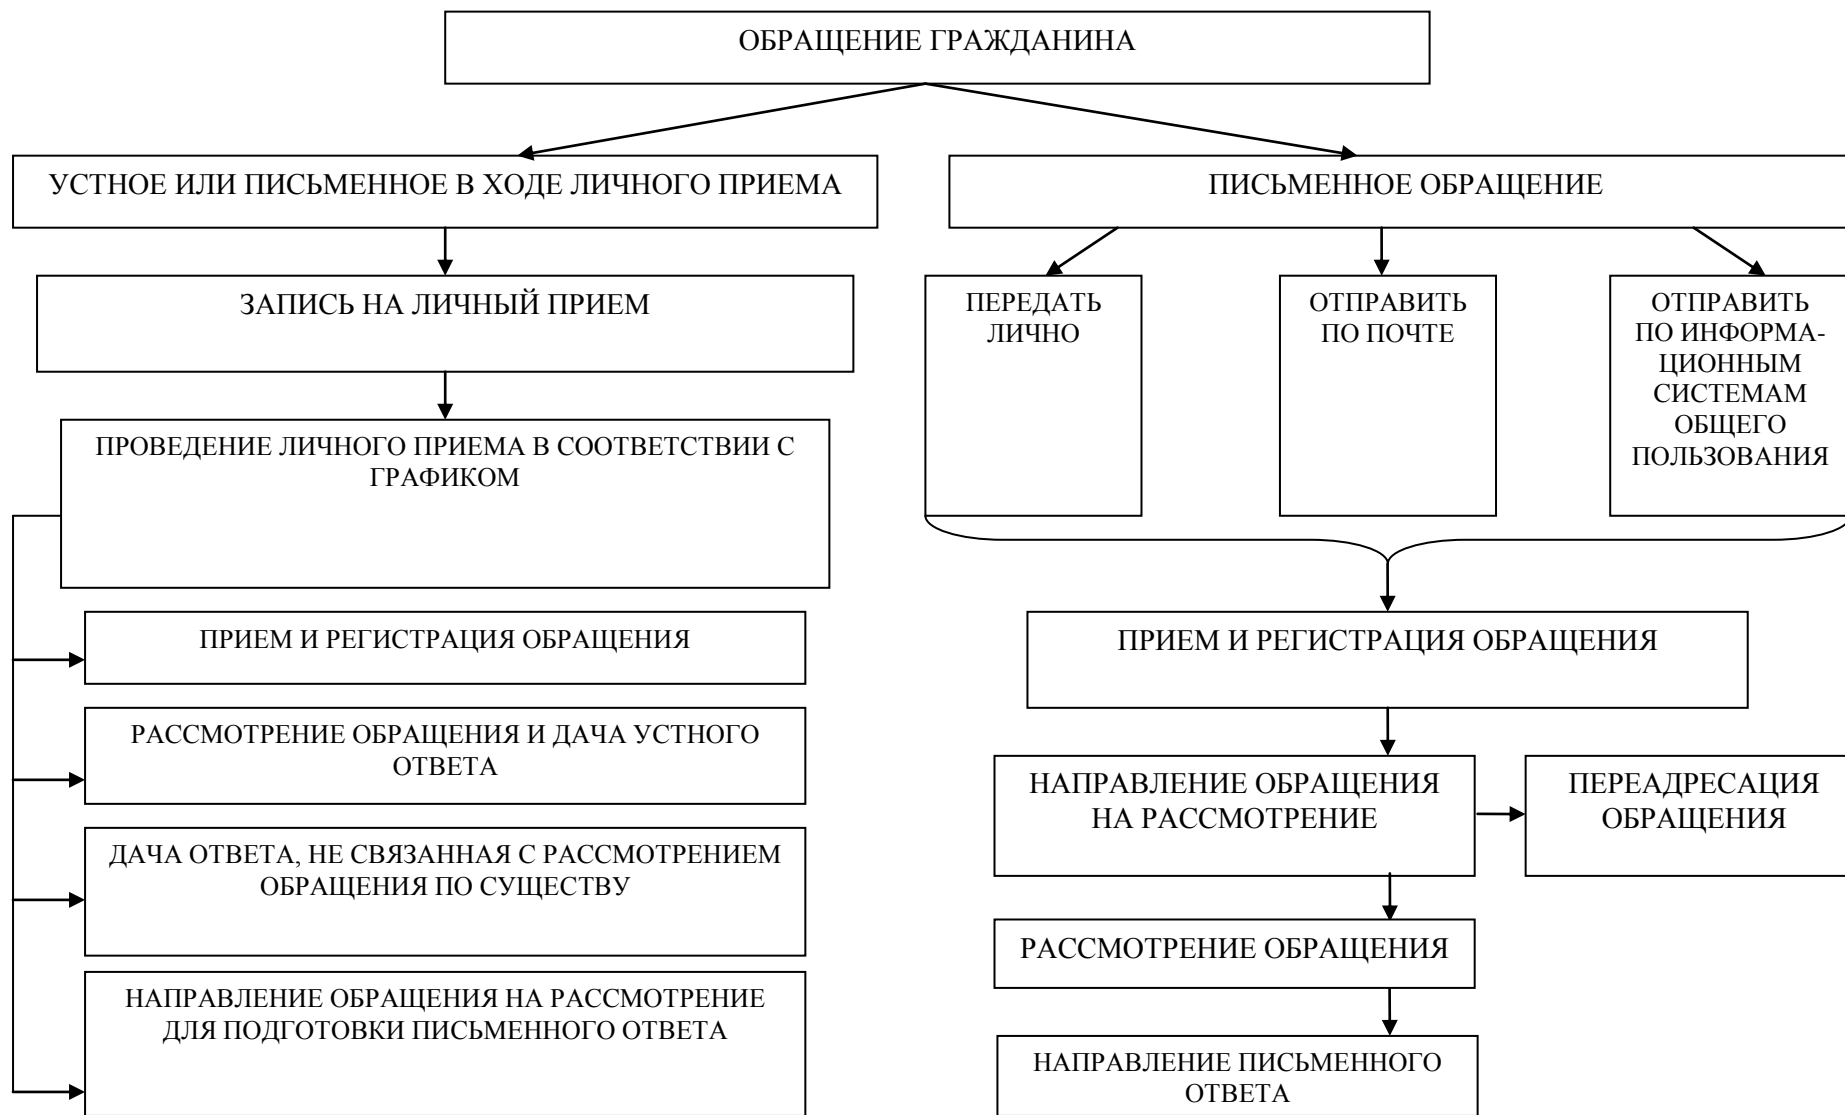 ОБРАЩЕНИЕ ГРАЖДАНИНА
УСТНОЕ ИЛИ ПИСЬМЕННОЕ В ХОДЕ ЛИЧНОГО ПРИЕМА
ПИСЬМЕННОЕ ОБРАЩЕНИЕ
ЗАПИСЬ НА ЛИЧНЫЙ ПРИЕМ
ПЕРЕДАТЬ
ЛИЧНО
ОТПРАВИТЬ
ПО ПОЧТЕ
ОТПРАВИТЬ
ПО ИНФОРМА-
ЦИОННЫМ
СИСТЕМАМ
ОБЩЕГО
ПОЛЬЗОВАНИЯ
ПРОВЕДЕНИЕ ЛИЧНОГО ПРИЕМА В СООТВЕТСТВИИ С
ГРАФИКОМ
ПРИЕМ И РЕГИСТРАЦИЯ ОБРАЩЕНИЯ
РАССМОТРЕНИЕ ОБРАЩЕНИЯ И ДАЧА УСТНОГО
ОТВЕТА
ДАЧА ОТВЕТА, НЕ СВЯЗАННАЯ С РАССМОТРЕНИЕМ
ОБРАЩЕНИЯ ПО СУЩЕСТВУ
НАПРАВЛЕНИЕ ОБРАЩЕНИЯ НА РАССМОТРЕНИЕ
ДЛЯ ПОДГОТОВКИ ПИСЬМЕННОГО ОТВЕТА
ПРИЕМ И РЕГИСТРАЦИЯ ОБРАЩЕНИЯ
НАПРАВЛЕНИЕ ОБРАЩЕНИЯ
НА РАССМОТРЕНИЕ
ПЕРЕАДРЕСАЦИЯ
ОБРАЩЕНИЯ
РАССМОТРЕНИЕ ОБРАЩЕНИЯ
НАПРАВЛЕНИЕ ПИСЬМЕННОГО
ОТВЕТА